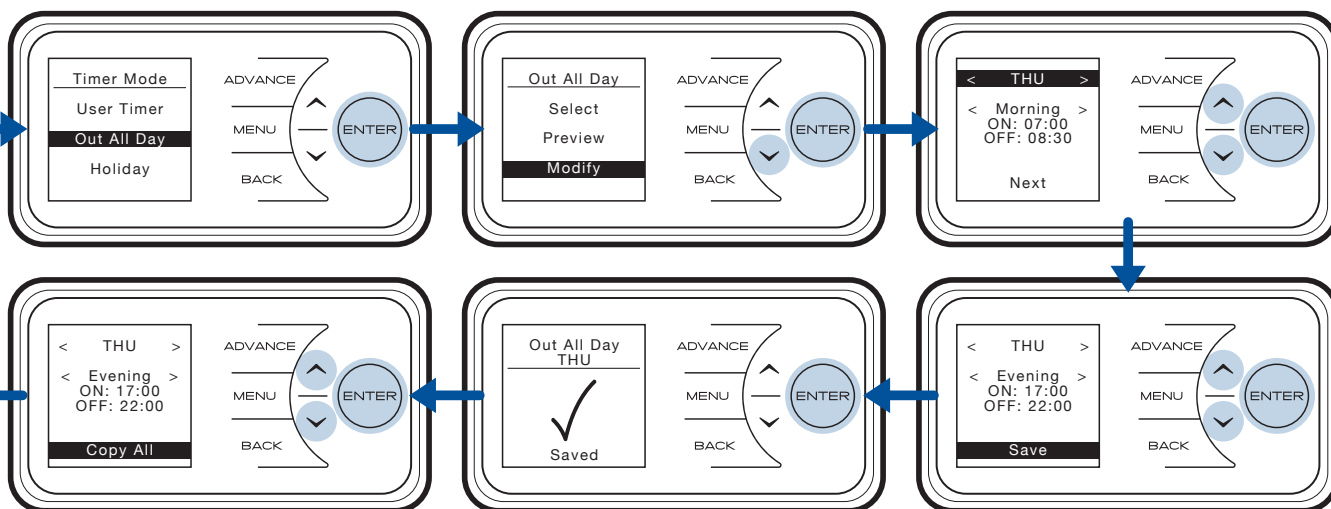 Timer Mode
User Timer
Out All Day
Holiday
ADVANCE
MENU
BACK
ENTER
Out All Day
Select
Preview
Modify
ADVANCE
MENU
BACK
ENTER
< THU >
< Morning >
ON: 07:00
OFF: 08:30
Next
ADVANCE
MENU
BACK
ENTER
< THU >
< Evening >
ON: 17:00
OFF: 22:00
Copy All
ADVANCE
MENU
BACK
ENTER
Out All Day
THU
Saved
ADVANCE
MENU
BACK
ENTER
< THU >
< Evening >
ON: 17:00
OFF: 22:00
Save
ADVANCE
MENU
BACK
ENTER